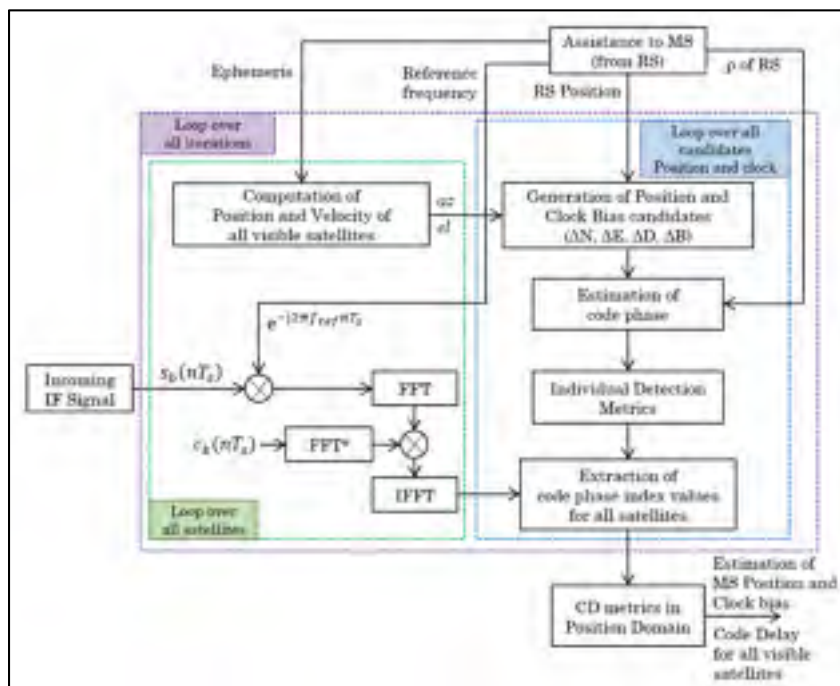 Assistance to MS
(from RS)
Ephemeris
Reference
frequency
RS Position
ρ of RS
Loop over
all iterations
Loop over all
candidates
Position and clock
Computation of
Position and Velocity of
all visible satellites
az
el
Generation of Position and
Clock Bias candidates
(ΔN, ΔE, ΔD, ΔB)
Estimation of
code phase
e^{-j2πf_{ref}nT_s}
Incoming
IF Signal
s_b(nT_s)
FFT
Individual Detection
Metrics
c_k(nT_s)
FFT*
IFFT
Extraction of
code phase index values
for all satellites
Loop over
all satellites
CD metrics in
Position Domain
Estimation of
MS Position and
Clock bias
Code Delay
for all visible
satellites